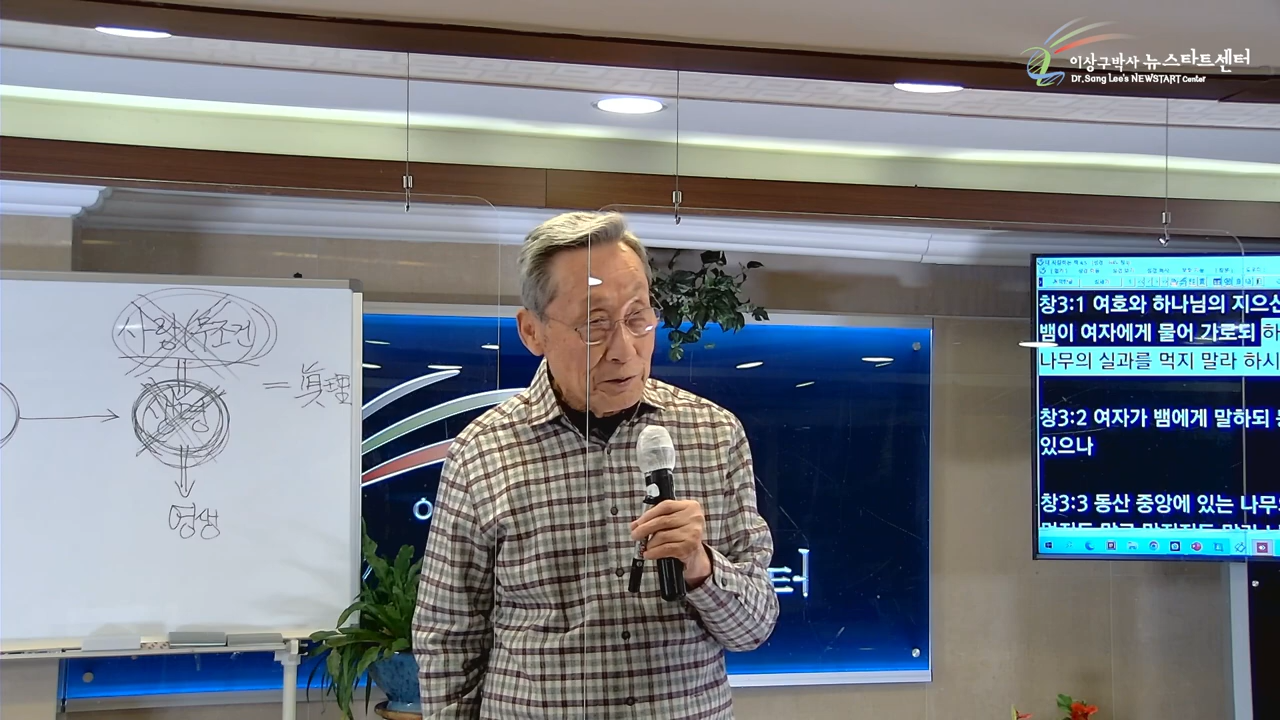 이상구박사 뉴스타트센터
Dr. Sang Lee's NEWSTART Center
사랑 무조건
= 眞理
영생
창3:1 여호와 하나님의 지으신
뱀이 여자에게 물어 가로되 하
나무의 실과를 먹지 말라 하시
창3:2 여자가 뱀에게 말하되
있으나
창3:3 동산 중앙에 있는 나무
터